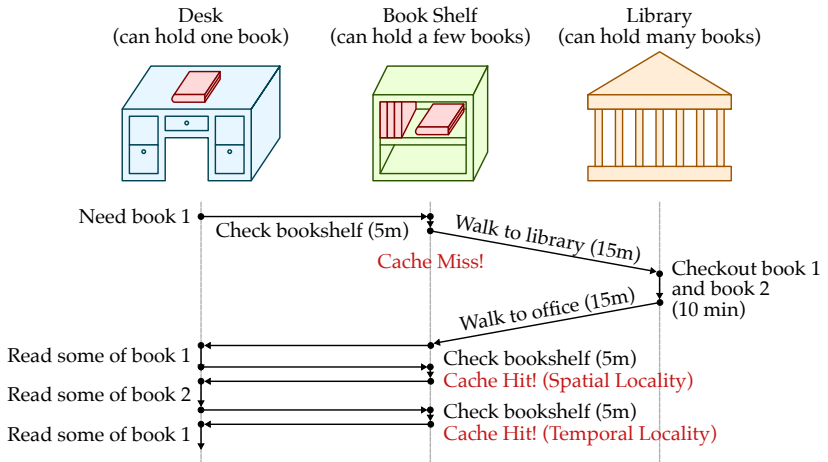 Desk
(can hold one book)
Book Shelf
(can hold a few books)
Library
(can hold many books)
Need book 1
Check bookshelf (5m)
Walk to library (15m)
Cache Miss!
Checkout book 1
and book 2
(10 min)
Walk to office (15m)
Read some of book 1
Check bookshelf (5m)
Cache Hit! (Spatial Locality)
Read some of book 2
Check bookshelf (5m)
Read some of book 1
Cache Hit! (Temporal Locality)